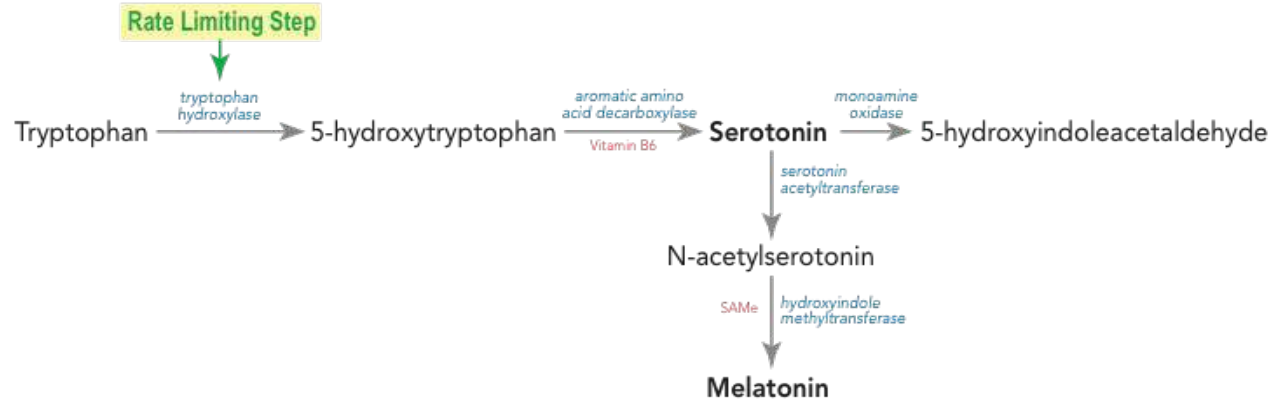 Rate Limiting Step
tryptophan
hydroxylase
aromatic amino
acid decarboxylase
monoamine
oxidase
Tryptophan
5-hydroxytryptophan
Vitamin B6
Serotonin
5-hydroxyindoleacetaldehyde
serotonin
acetyltransferase
N-acetylserotonin
SAMe
hydroxyindole
methyltransferase
Melatonin